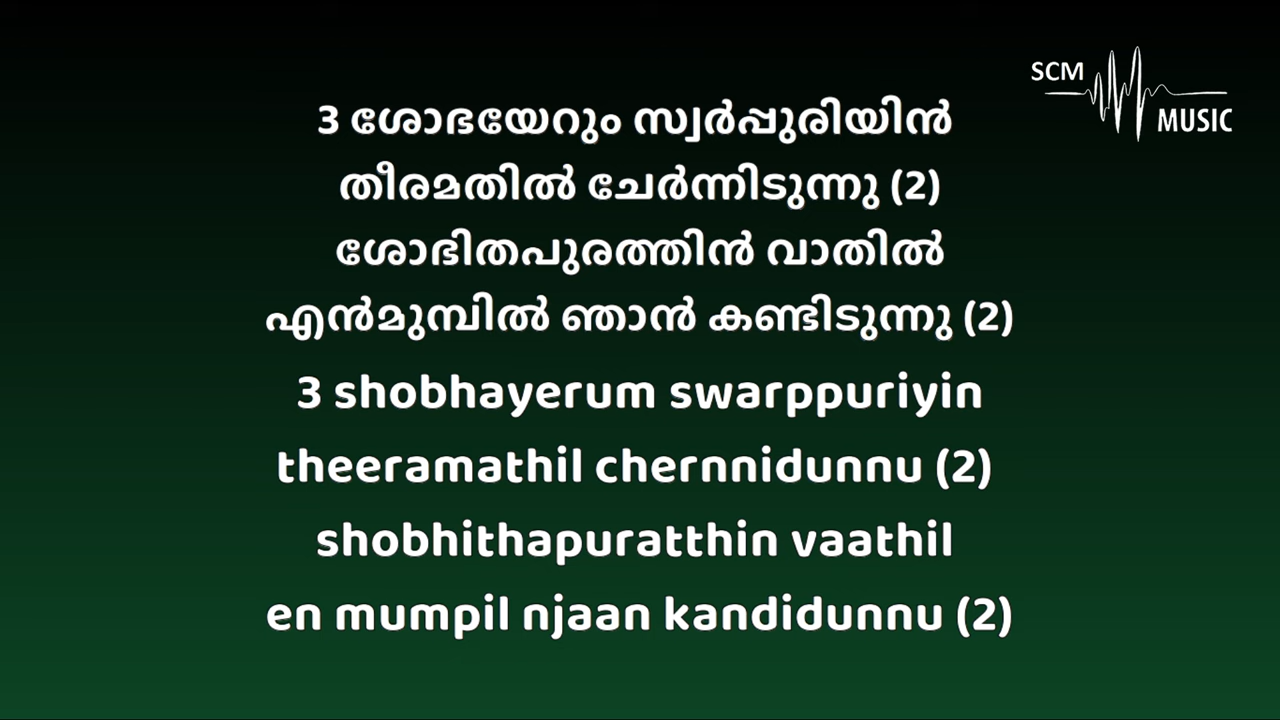 SCM
MUSIC
3 ശോഭയേറും സ്വർപ്പുരിയിൻ
തീരമതിൽ ചേർന്നിടുന്നു (2)
ശോഭിതപുരത്തിൻ വാതിൽ
എൻമുമ്പിൽ ഞാൻ കണ്ടിടുന്നു (2)
3 shobhayerum swarppuriyin
theeramathil chernnidunnu (2)
shobhithapuratthin vaathil
en mumpil njaan kandidunnu (2)